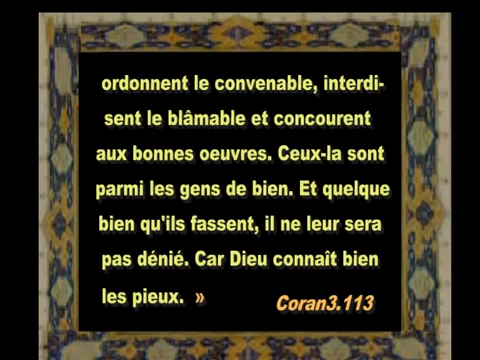 ordonnent le convenable, interdi-
sent le blâmable et concourent
aux bonnes oeuvres. Ceux-la sont
parmi les gens de bien. Et quelque
bien qu'ils fassent, il ne leur sera
pas dénié. Car Dieu connaît bien
les pieux. »
Coran3.113